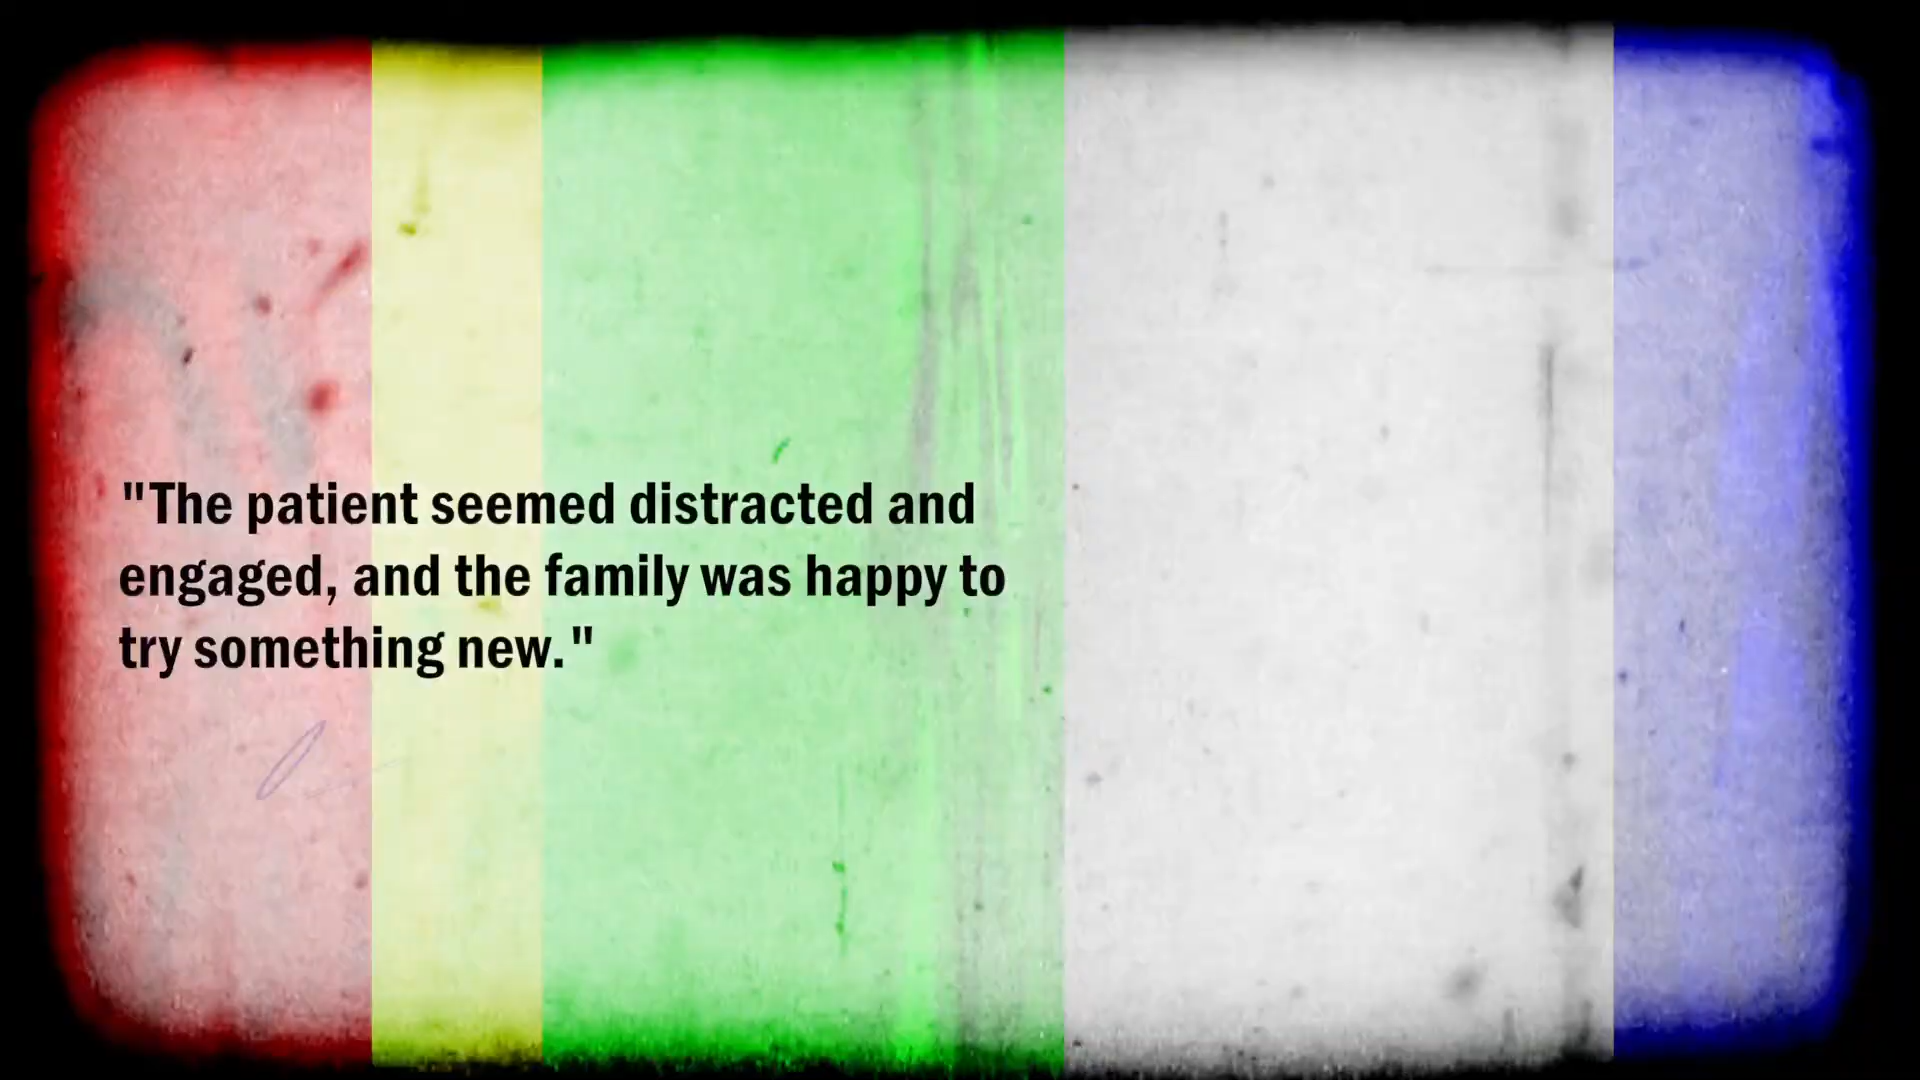 "The patient seemed distracted and
engaged, and the family was happy to
try something new."